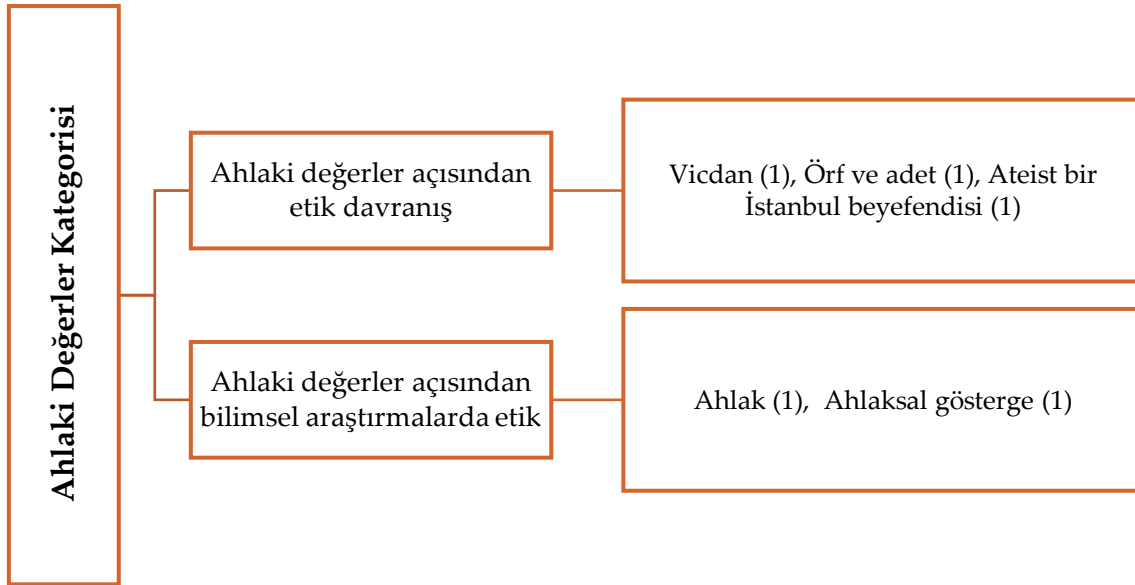 Ahlaki Değerler Kategorisi
Ahlaki değerler açısından
etik davranış
Vicdan (1), Örf ve adet (1), Ateist bir
İstanbul beyefendisi (1)
Ahlaki değerler açısından
bilimsel araştırmalarda etik
Ahlak (1), Ahlaksal gösterge (1)